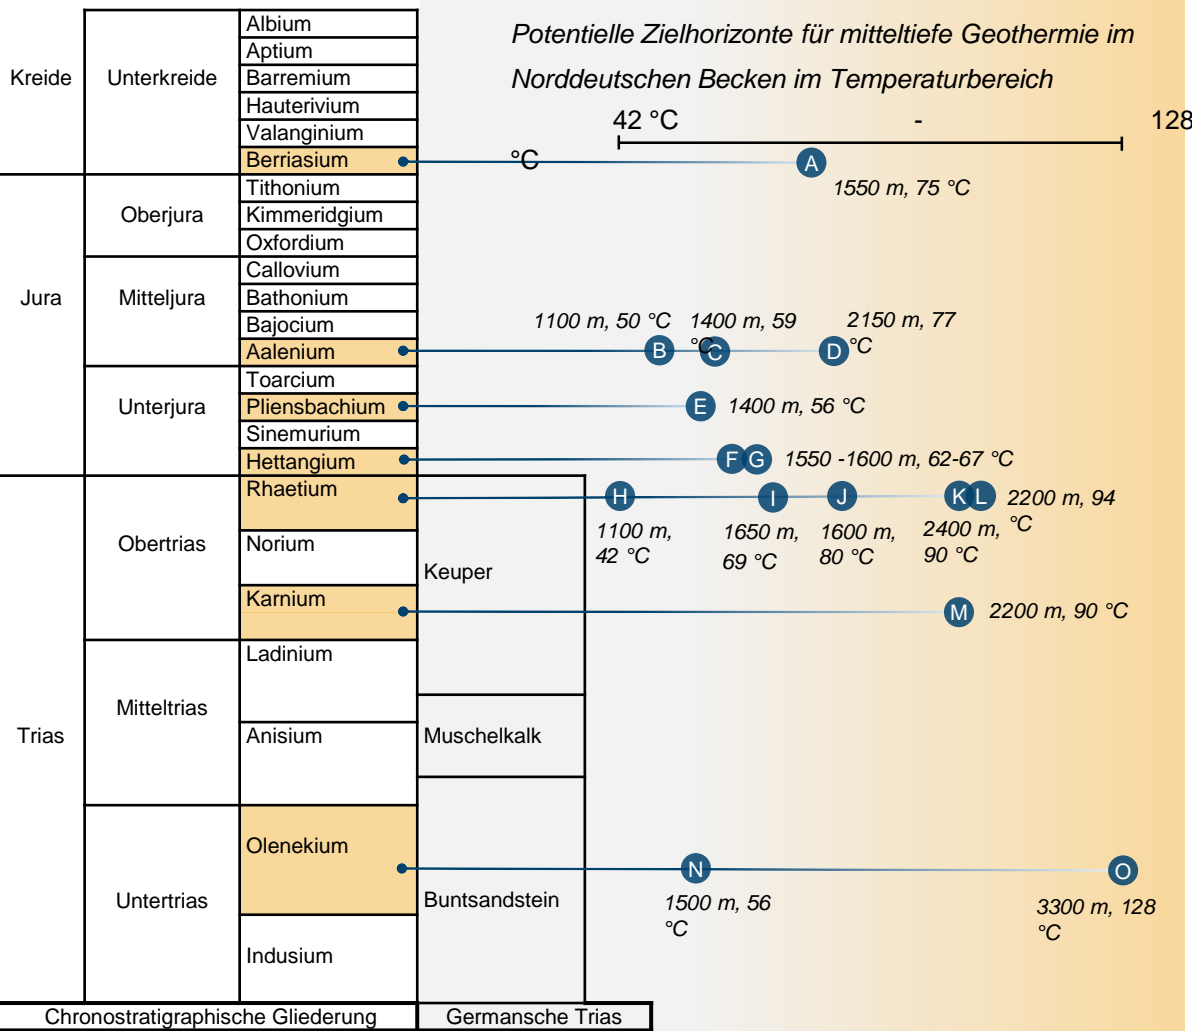 Potentielle Zielhorizonte für mitteltiefe Geothermie im
Norddeutschen Becken im Temperaturbereich
42 °C - 128
°C
Kreide
Unterkreide
Albium
Aptium
Barremium
Hauterivium
Valanginium
Berriasium
A
1550 m, 75 °C
Jura
Oberjura
Tithonium
Kimmeridgium
Oxfordium
Mitteljura
Callovium
Bathonium
Bajocium
Aalenium
1100 m, 50 °C
B
1400 m, 59
°C
C
2150 m, 77
°C
D
Unterjura
Toarcium
Pliensbachium
E
1400 m, 56 °C
Sinemurium
Hettangium
F
G
1550 -1600 m, 62-67 °C
Trias
Obertrias
Rhaetium
H
1100 m,
42 °C
I
1650 m,
69 °C
J
1600 m,
80 °C
K
2400 m,
90 °C
L
2200 m, 94
°C
Norium
Keuper
Karnium
M
2200 m, 90 °C
Mitteltrias
Ladinium
Anisium
Muschelkalk
Untertrias
Olenekium
N
1500 m, 56
°C
O
3300 m, 128
°C
Buntsandstein
Indusium
Chronostratigraphische Gliederung
Germansche Trias